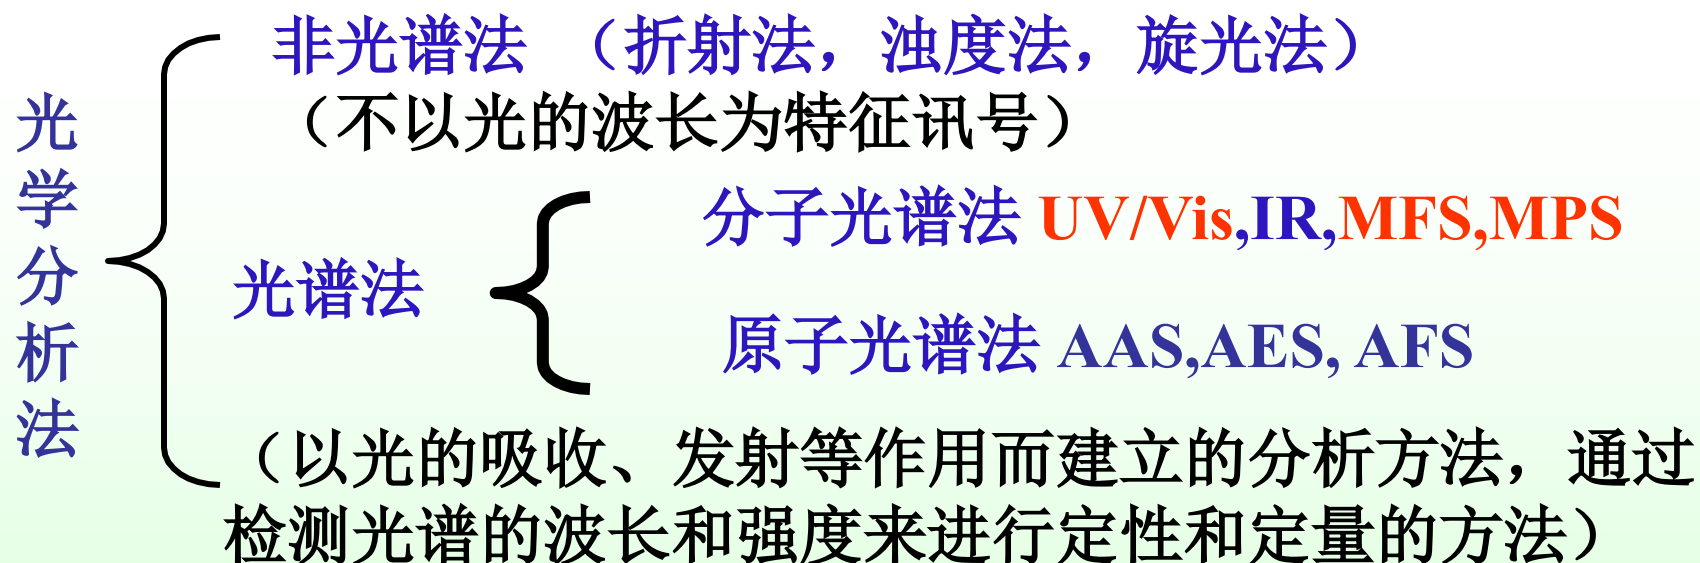 光学分析法
非光谱法 （折射法，浊度法，旋光法）
（不以光的波长为特征讯号）
光谱法
分子光谱法 UV/Vis,IR,MFS,MPS
原子光谱法 AAS,AES, AFS
（以光的吸收、发射等作用而建立的分析方法，通过
检测光谱的波长和强度来进行定性和定量的方法）